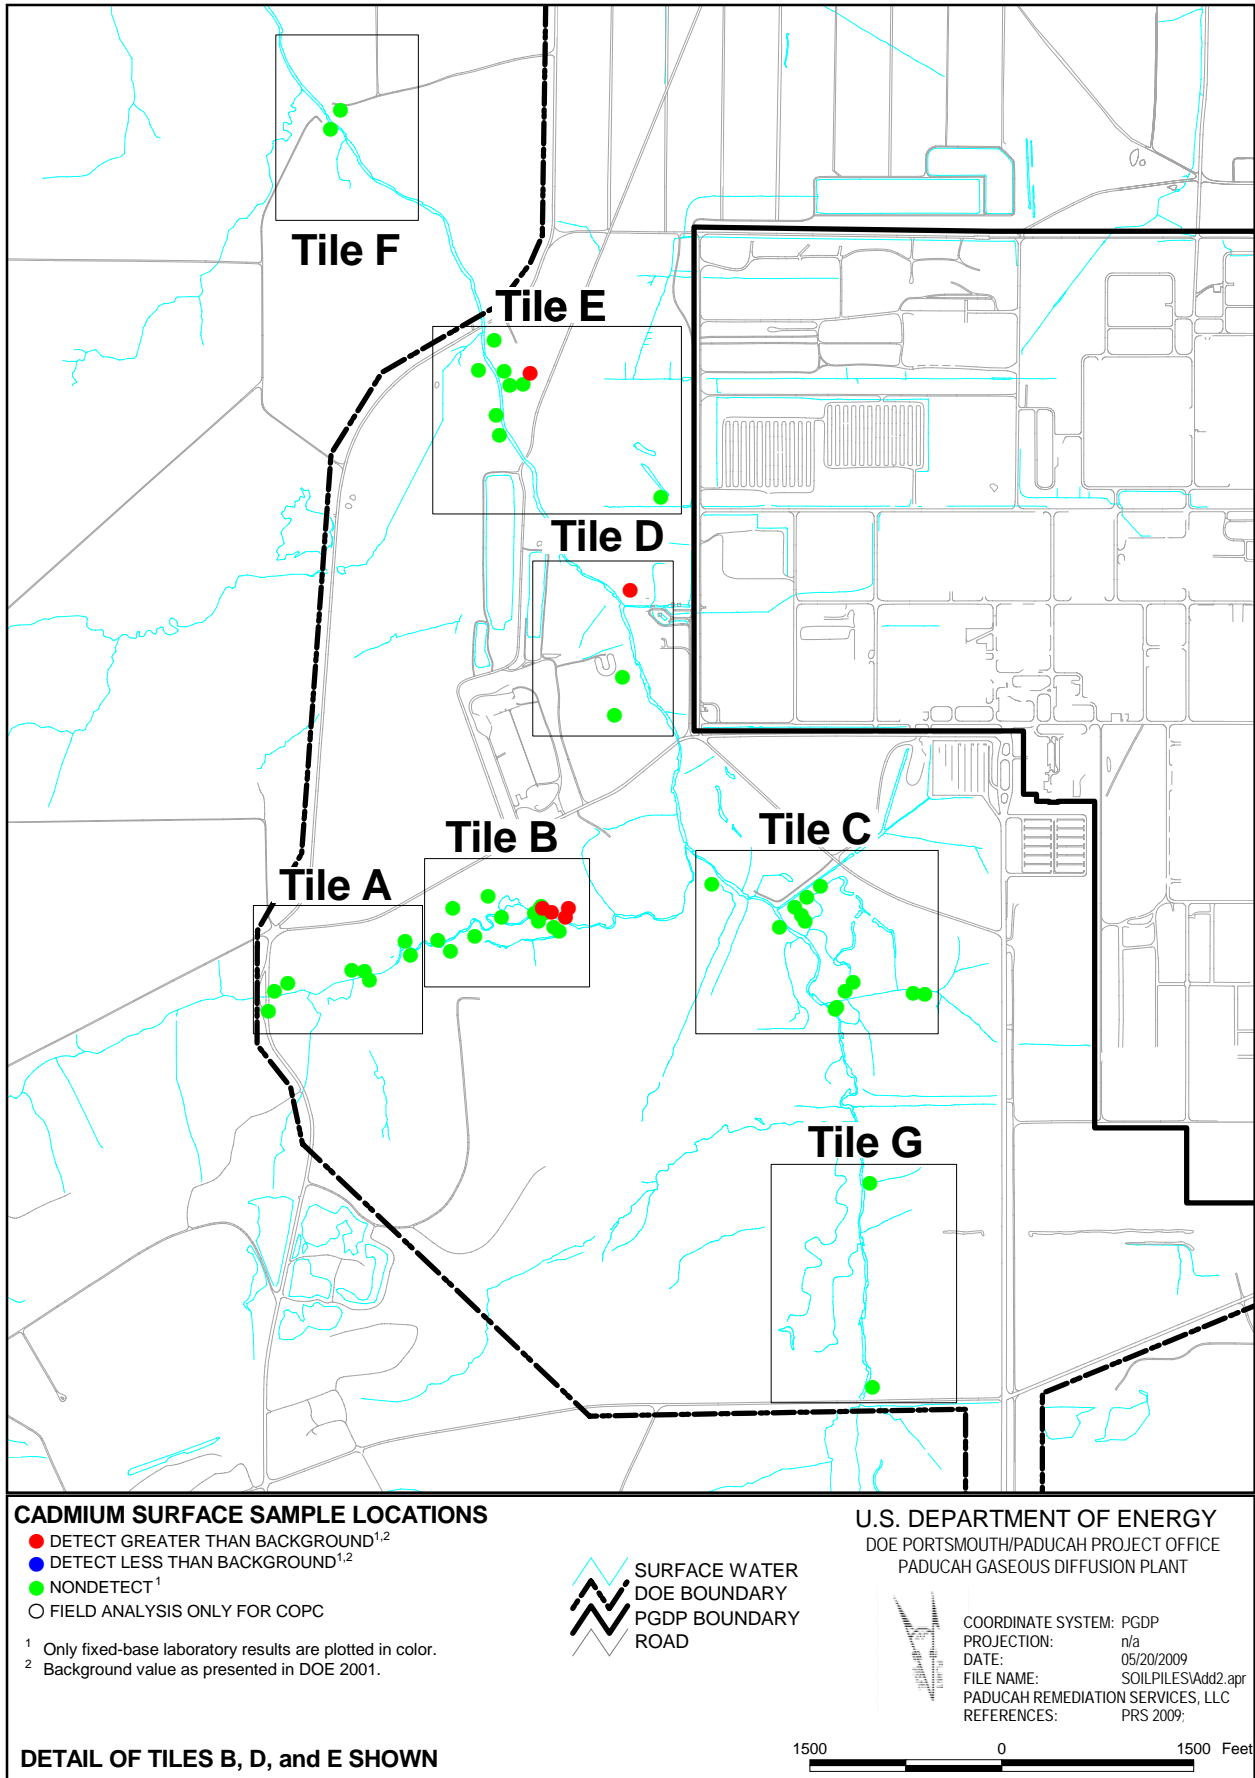 Tile F
Tile E
Tile D
Tile B
Tile C
Tile A
Tile G
CADMIUM SURFACE SAMPLE LOCATIONS
DETECT GREATER THAN BACKGROUND1,2
DETECT LESS THAN BACKGROUND1,2
NONDETECT1
FIELD ANALYSIS ONLY FOR COPC
1 Only fixed-base laboratory results are plotted in color.
2 Background value as presented in DOE 2001.
DETAIL OF TILES B, D, and E SHOWN
SURFACE WATER
DOE BOUNDARY
PGDP BOUNDARY
ROAD
U.S. DEPARTMENT OF ENERGY
DOE PORTSMOUTH/PADUCAH PROJECT OFFICE
PADUCAH GASEOUS DIFFUSION PLANT
COORDINATE SYSTEM: PGDP
PROJECTION: n/a
DATE: 05/20/2009
FILE NAME: SOILPILES\Add2.apr
PADUCAH REMEDIATION SERVICES, LLC
REFERENCES: PRS 2009;
1500 0 1500 Feet